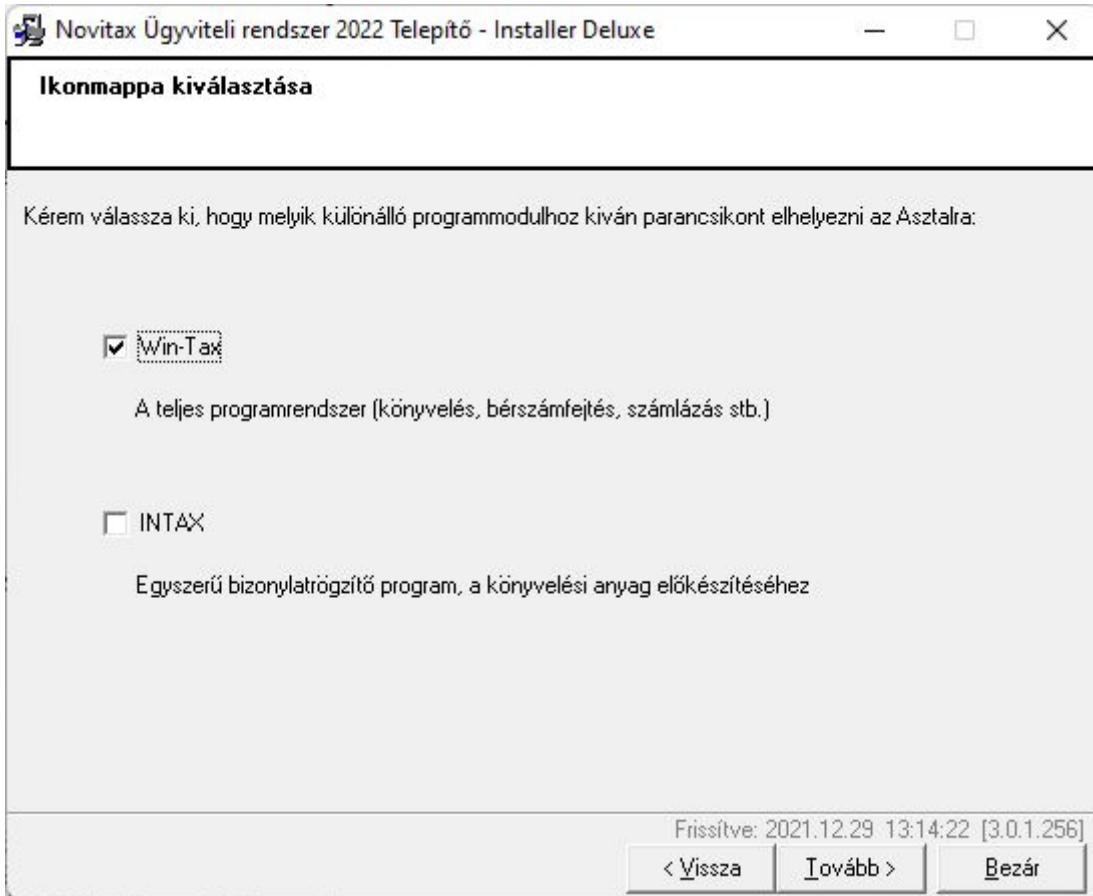 Novitax Ügyviteli rendszer 2022 Telepítő - Installer Deluxe
Ikonmappa kiválasztása
Kérem válassza ki, hogy melyik különálló programmodulhoz kiván parancsikont elhelyezni az Asztalra:
Win-Tax
A teljes programrendszer (könyvelés, bérszámfejtés, számlázás stb.)
INTAX
Egyszerű bizonylatrögzítő program, a könyvelési anyag előkészítéséhez
Frissítve: 2021.12.29 13:14:22 [3.0.1.256]
< Vissza Tovább > Bezár